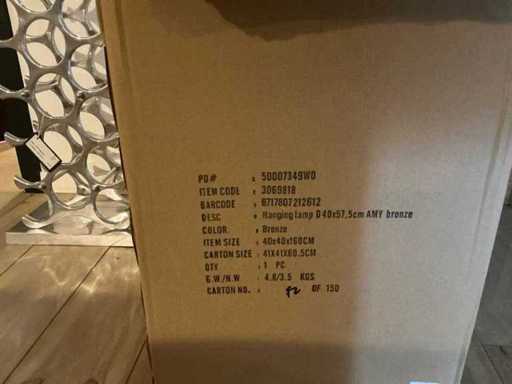 PO# : 50007349WO
ITEM CODE : 3069818
BARCODE : 8717807212612
DESC : Hanging lamp D40x57,5cm AMY bronze
COLOR. : Bronze
ITEM SIZE : 40x40x160CM
CARTON SIZE : 41X41X60.5CM
QTY : 1 PC
G.W./N.W : 4.8/3.5 KGS
CARTON NO. : 92 OF 150